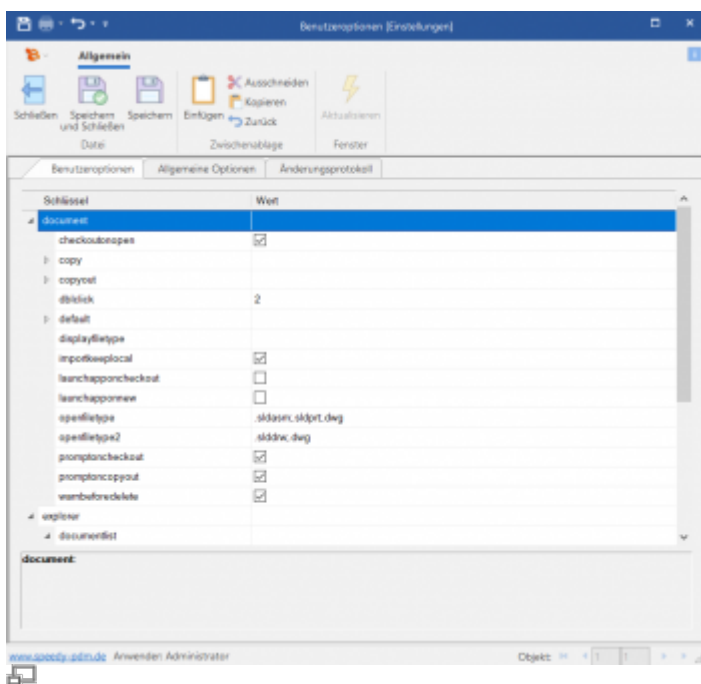 Benutzeroptionen [Einstellungen]
Allgemein
Schließen
Speichern und Schließen
Speichern
Einfügen
Ausschneiden
Kopieren
Zurück
Aktualisieren
Datei
Zwischenablage
Fenster
Benutzeroptionen
Allgemeine Optionen
Änderungsprotokoll
Schlüssel Wert
document
checkoutonopen
copy
copyout
dblclick 2
default
displayfiletype
importkeeplocal
launchapponcheckout
launchapponnew
openfiletype .sldasm;.sldprt;.dwg
openfiletype2 .slddrw;.dwg
promptoncheckout
promptoncopyout
warnbeforedelete
explorer
documentlist
document:
www.speedy-pdm.de Anwender: Administrator
Objekt: 1 1